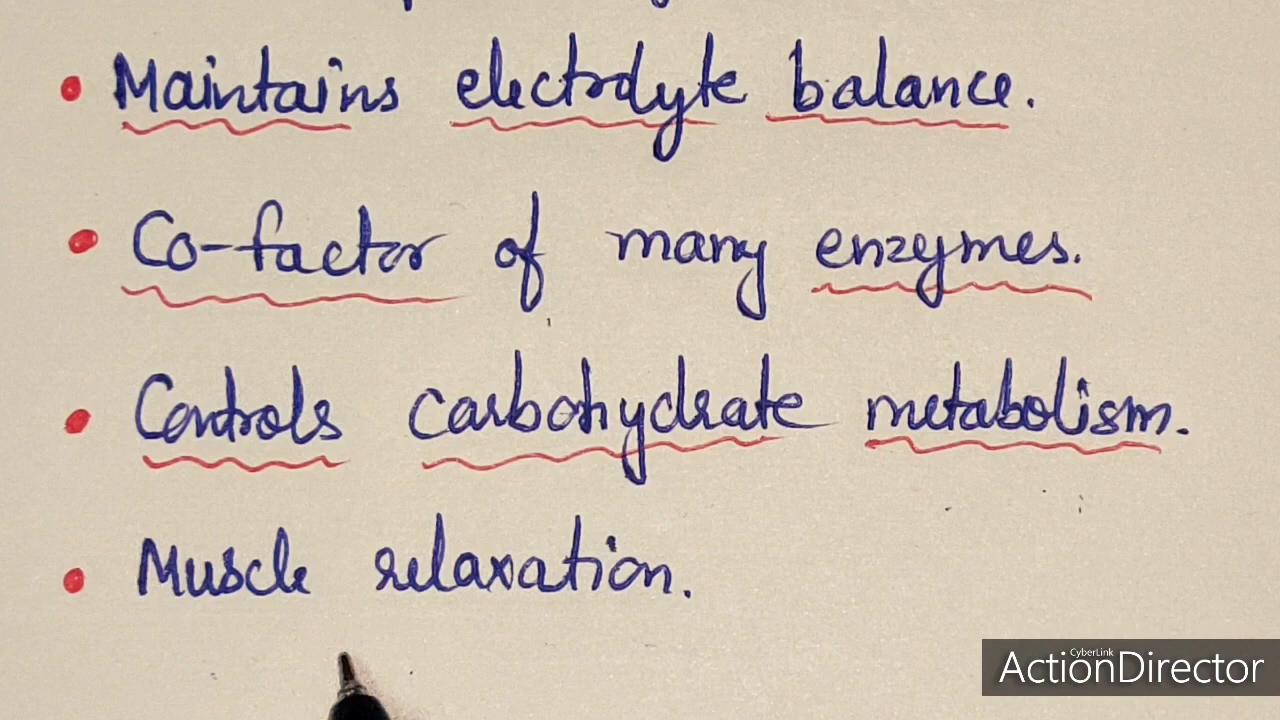 • Maintains electrolyte balance.
• Co-factor of many enzymes.
• Controls carbohydrate metabolism.
• Muscle relaxation.
CyberLink
ActionDirector